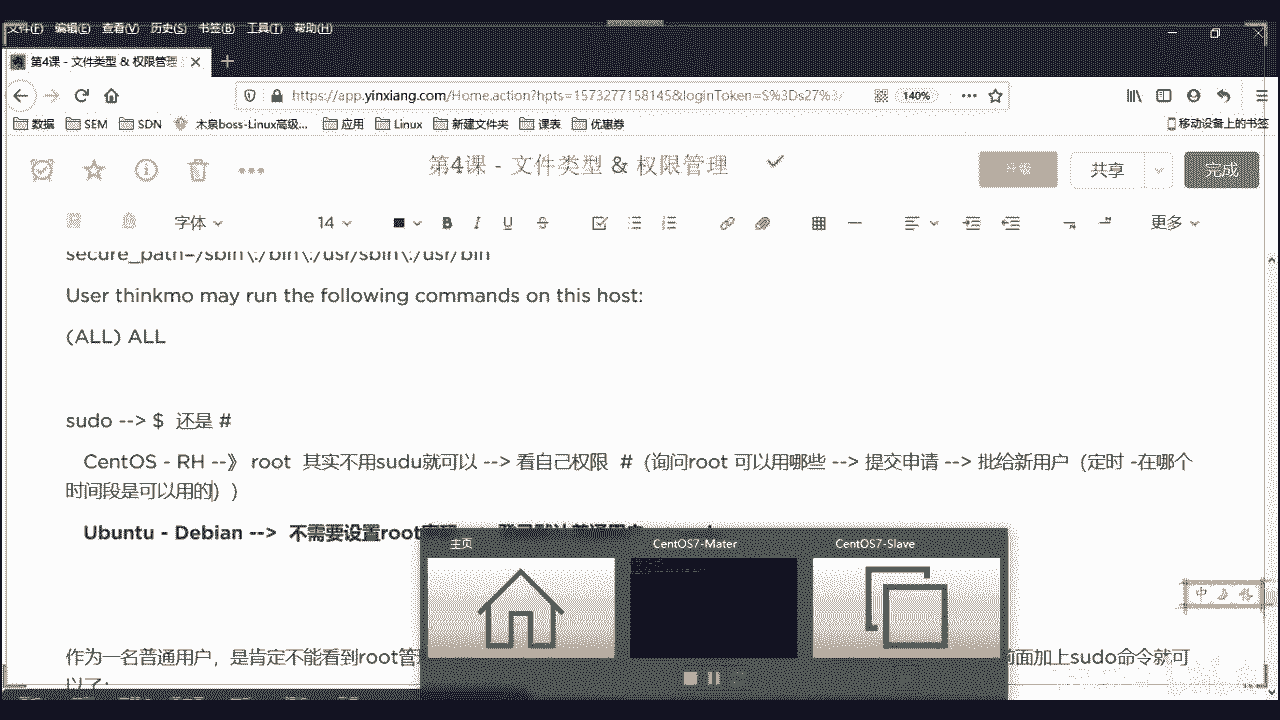 文件(F) 编辑(E) 查看(V) 历史(S) 书签(B) 工具(T) 帮助(H)
第4课 - 文件类型 & 权限管理
https://app.yinxiang.com/Home.action?hpts=1573277158145&loginToken=S%3Ds27%3
140%
数据 SEM SDN 木泉boss-Linux高级... 应用 Linux 新建文件夹 课表 优惠券 移动设备上的书签
第4课 - 文件类型 & 权限管理
升级 共享 完成
字体 14 B I U S 更多
secure_path=/sbin\:/bin\:/usr/sbin\:/usr/bin
User thinkmo may run the following commands on this host:
(ALL) ALL
sudo --> $ 还是 #
CentOS - RH --》 root 其实不用sudu就可以 --> 看自己权限 #（询问root 可以用哪些 --> 提交申请 --> 批给新用户（定时 -在哪个
时间段是可以用的））
Ubuntu - Debian --> 不需要设置root
主页 CentOS7-Mater CentOS7-Slave
中
作为一名普通用户，是肯定不能看到root管
面加上sudo命令就可
以了：